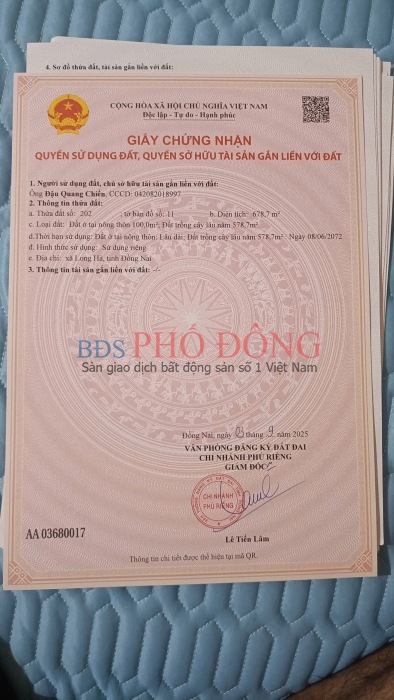 4. Sơ đồ thửa đất, tài sản gắn liền với đất:
CỘNG HÒA XÃ HỘI CHỦ NGHĨA VIỆT NAM
Độc lập - Tự do - Hạnh phúc
GIẤY CHỨNG NHẬN
QUYỀN SỬ DỤNG ĐẤT, QUYỀN SỞ HỮU TÀI SẢN GẮN LIỀN VỚI ĐẤT
1. Người sử dụng đất, chủ sở hữu tài sản gắn liền với đất:
Ông Đậu Quang Chiến, CCCD: 042082018997
2. Thông tin thửa đất:
a. Thửa đất số: 202 ; tờ bản đồ số: 11 b. Diện tích: 678,7 m²
c. Loại đất: Đất ở tại nông thôn 100,0m²; Đất trồng cây lâu năm 578,7m²
d. Thời hạn sử dụng: Đất ở tại nông thôn: Lâu dài; Đất trồng cây lâu năm 578,7m²: Ngày 08/06/2072
đ. Hình thức sử dụng: Sử dụng riêng
e. Địa chỉ: xã Long Hà, tỉnh Đồng Nai
3. Thông tin tài sản gắn liền với đất: -/-
BĐS PHỐ ĐÔNG
Sàn giao dịch bất động sản số 1 Việt Nam
Đồng Nai, ngày 03 tháng 9 năm 2025
VĂN PHÒNG ĐĂNG KÝ ĐẤT ĐAI
CHI NHÁNH PHÚ RIỀNG
GIÁM ĐỐC
CHI NHÁNH
PHÚ RIỀNG
Lê Tiến Lâm
AA 03680017
Thông tin chi tiết được thể hiện tại mã QR.